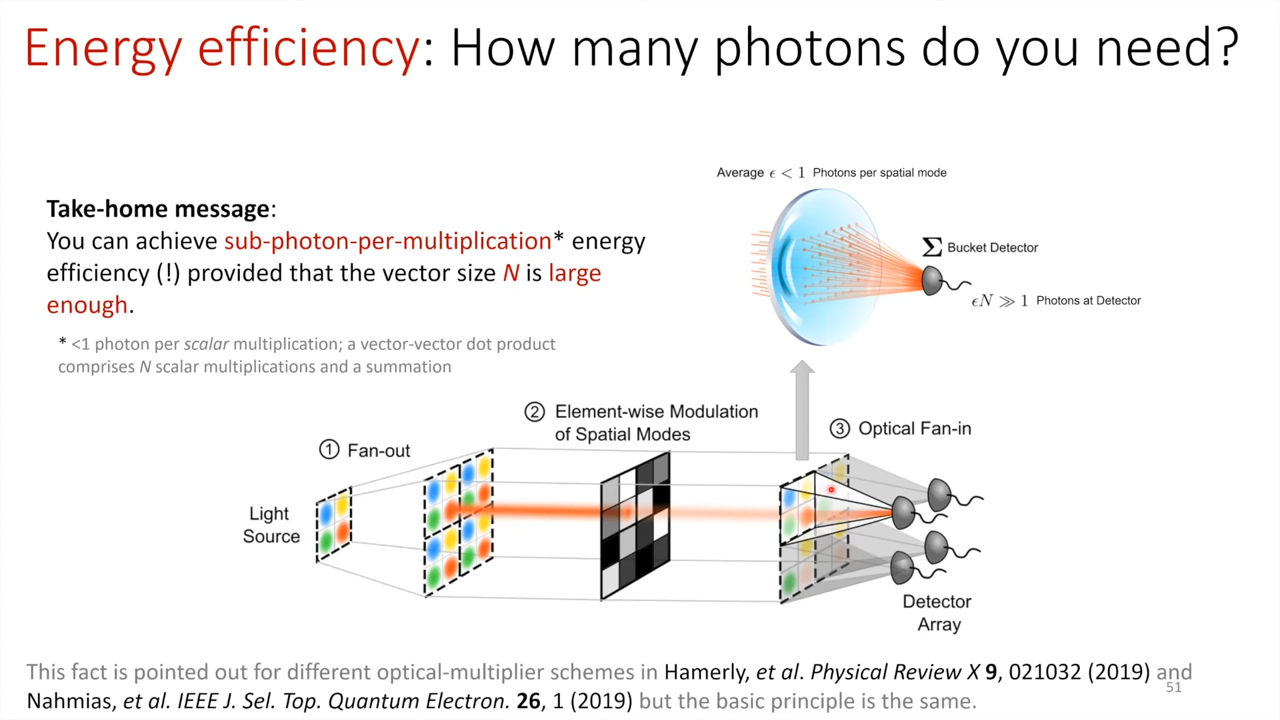 Energy efficiency: How many photons do you need?
Average ϵ < 1 Photons per spatial mode
Take-home message:
You can achieve sub-photon-per-multiplication* energy
efficiency (!) provided that the vector size N is large
enough.
Σ Bucket Detector
ϵN ≫ 1 Photons at Detector
* <1 photon per scalar multiplication; a vector-vector dot product
comprises N scalar multiplications and a summation
① Fan-out
② Element-wise Modulation
of Spatial Modes
③ Optical Fan-in
Light
Source
Detector
Array
This fact is pointed out for different optical-multiplier schemes in Hamerly, et al. Physical Review X 9, 021032 (2019) and
Nahmias, et al. IEEE J. Sel. Top. Quantum Electron. 26, 1 (2019) but the basic principle is the same.
51